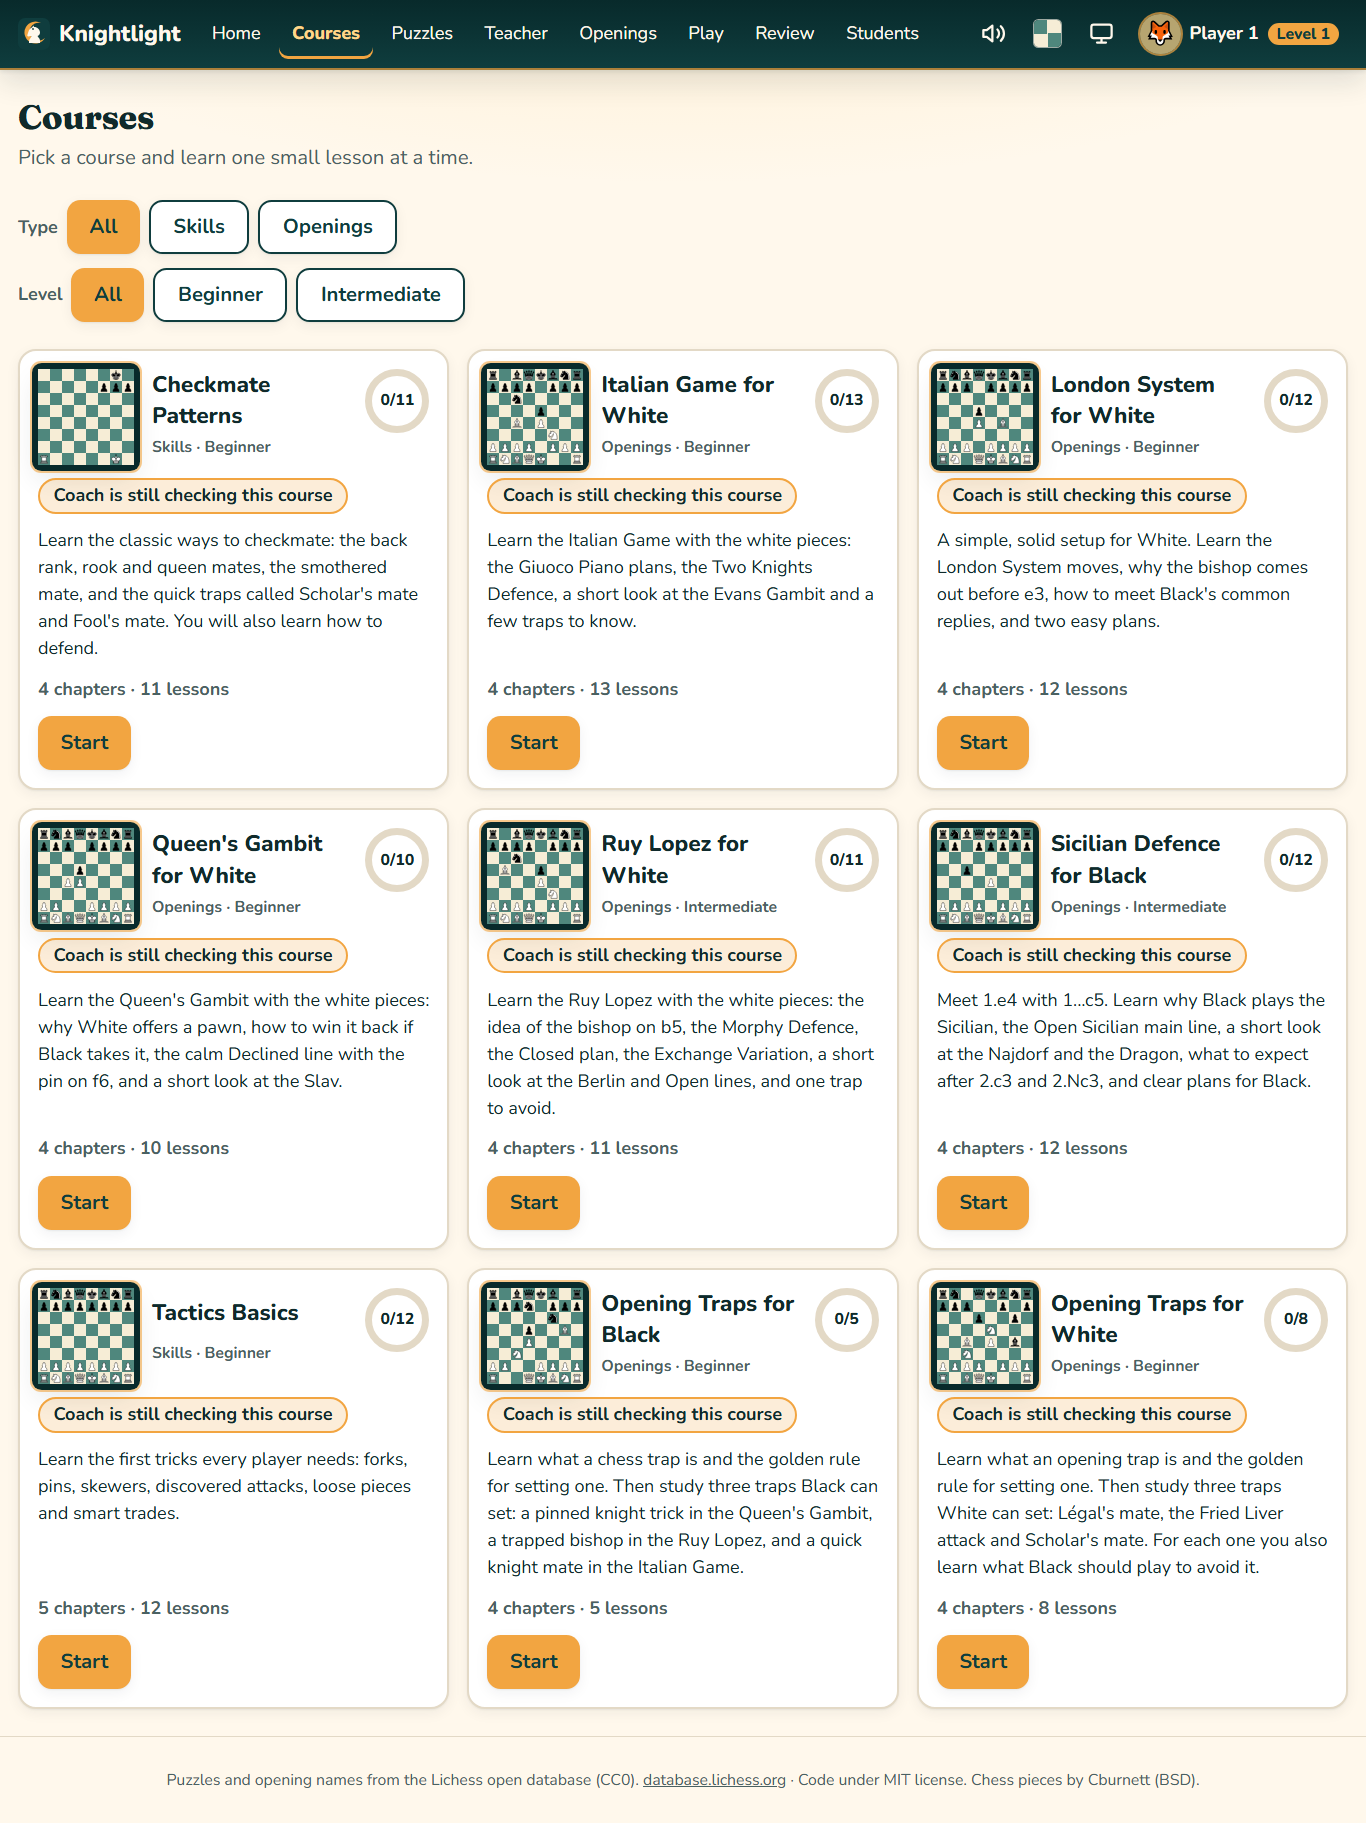 Knightlight
Home
Courses
Puzzles
Teacher
Openings
Play
Review
Students
Player 1
Level 1
Courses
Pick a course and learn one small lesson at a time.
Type
All
Skills
Openings
Level
All
Beginner
Intermediate
Checkmate
Patterns
Skills · Beginner
0/11
Coach is still checking this course
Learn the classic ways to checkmate: the back
rank, rook and queen mates, the smothered
mate, and the quick traps called Scholar's mate
and Fool's mate. You will also learn how to
defend.
4 chapters · 11 lessons
Start
Italian Game for
White
Openings · Beginner
0/13
Coach is still checking this course
Learn the Italian Game with the white pieces:
the Giuoco Piano plans, the Two Knights
Defence, a short look at the Evans Gambit and a
few traps to know.
4 chapters · 13 lessons
Start
London System
for White
Openings · Beginner
0/12
Coach is still checking this course
A simple, solid setup for White. Learn the
London System moves, why the bishop comes
out before e3, how to meet Black's common
replies, and two easy plans.
4 chapters · 12 lessons
Start
Queen's Gambit
for White
Openings · Beginner
0/10
Coach is still checking this course
Learn the Queen's Gambit with the white pieces:
why White offers a pawn, how to win it back if
Black takes it, the calm Declined line with the
pin on f6, and a short look at the Slav.
4 chapters · 10 lessons
Start
Ruy Lopez for
White
Openings · Intermediate
0/11
Coach is still checking this course
Learn the Ruy Lopez with the white pieces: the
idea of the bishop on b5, the Morphy Defence,
the Closed plan, the Exchange Variation, a short
look at the Berlin and Open lines, and one trap
to avoid.
4 chapters · 11 lessons
Start
Sicilian Defence
for Black
Openings · Intermediate
0/12
Coach is still checking this course
Meet 1.e4 with 1...c5. Learn why Black plays the
Sicilian, the Open Sicilian main line, a short look
at the Najdorf and the Dragon, what to expect
after 2.c3 and 2.Nc3, and clear plans for Black.
4 chapters · 12 lessons
Start
Tactics Basics
Skills · Beginner
0/12
Coach is still checking this course
Learn the first tricks every player needs: forks,
pins, skewers, discovered attacks, loose pieces
and smart trades.
5 chapters · 12 lessons
Start
Opening Traps for
Black
Openings · Beginner
0/5
Coach is still checking this course
Learn what a chess trap is and the golden rule
for setting one. Then study three traps Black can
set: a pinned knight trick in the Queen's Gambit,
a trapped bishop in the Ruy Lopez, and a quick
knight mate in the Italian Game.
4 chapters · 5 lessons
Start
Opening Traps for
White
Openings · Beginner
0/8
Coach is still checking this course
Learn what an opening trap is and the golden
rule for setting one. Then study three traps
White can set: Légal's mate, the Fried Liver
attack and Scholar's mate. For each one you also
learn what Black should play to avoid it.
4 chapters · 8 lessons
Start
Puzzles and opening names from the Lichess open database (CC0). database.lichess.org · Code under MIT license. Chess pieces by Cburnett (BSD).